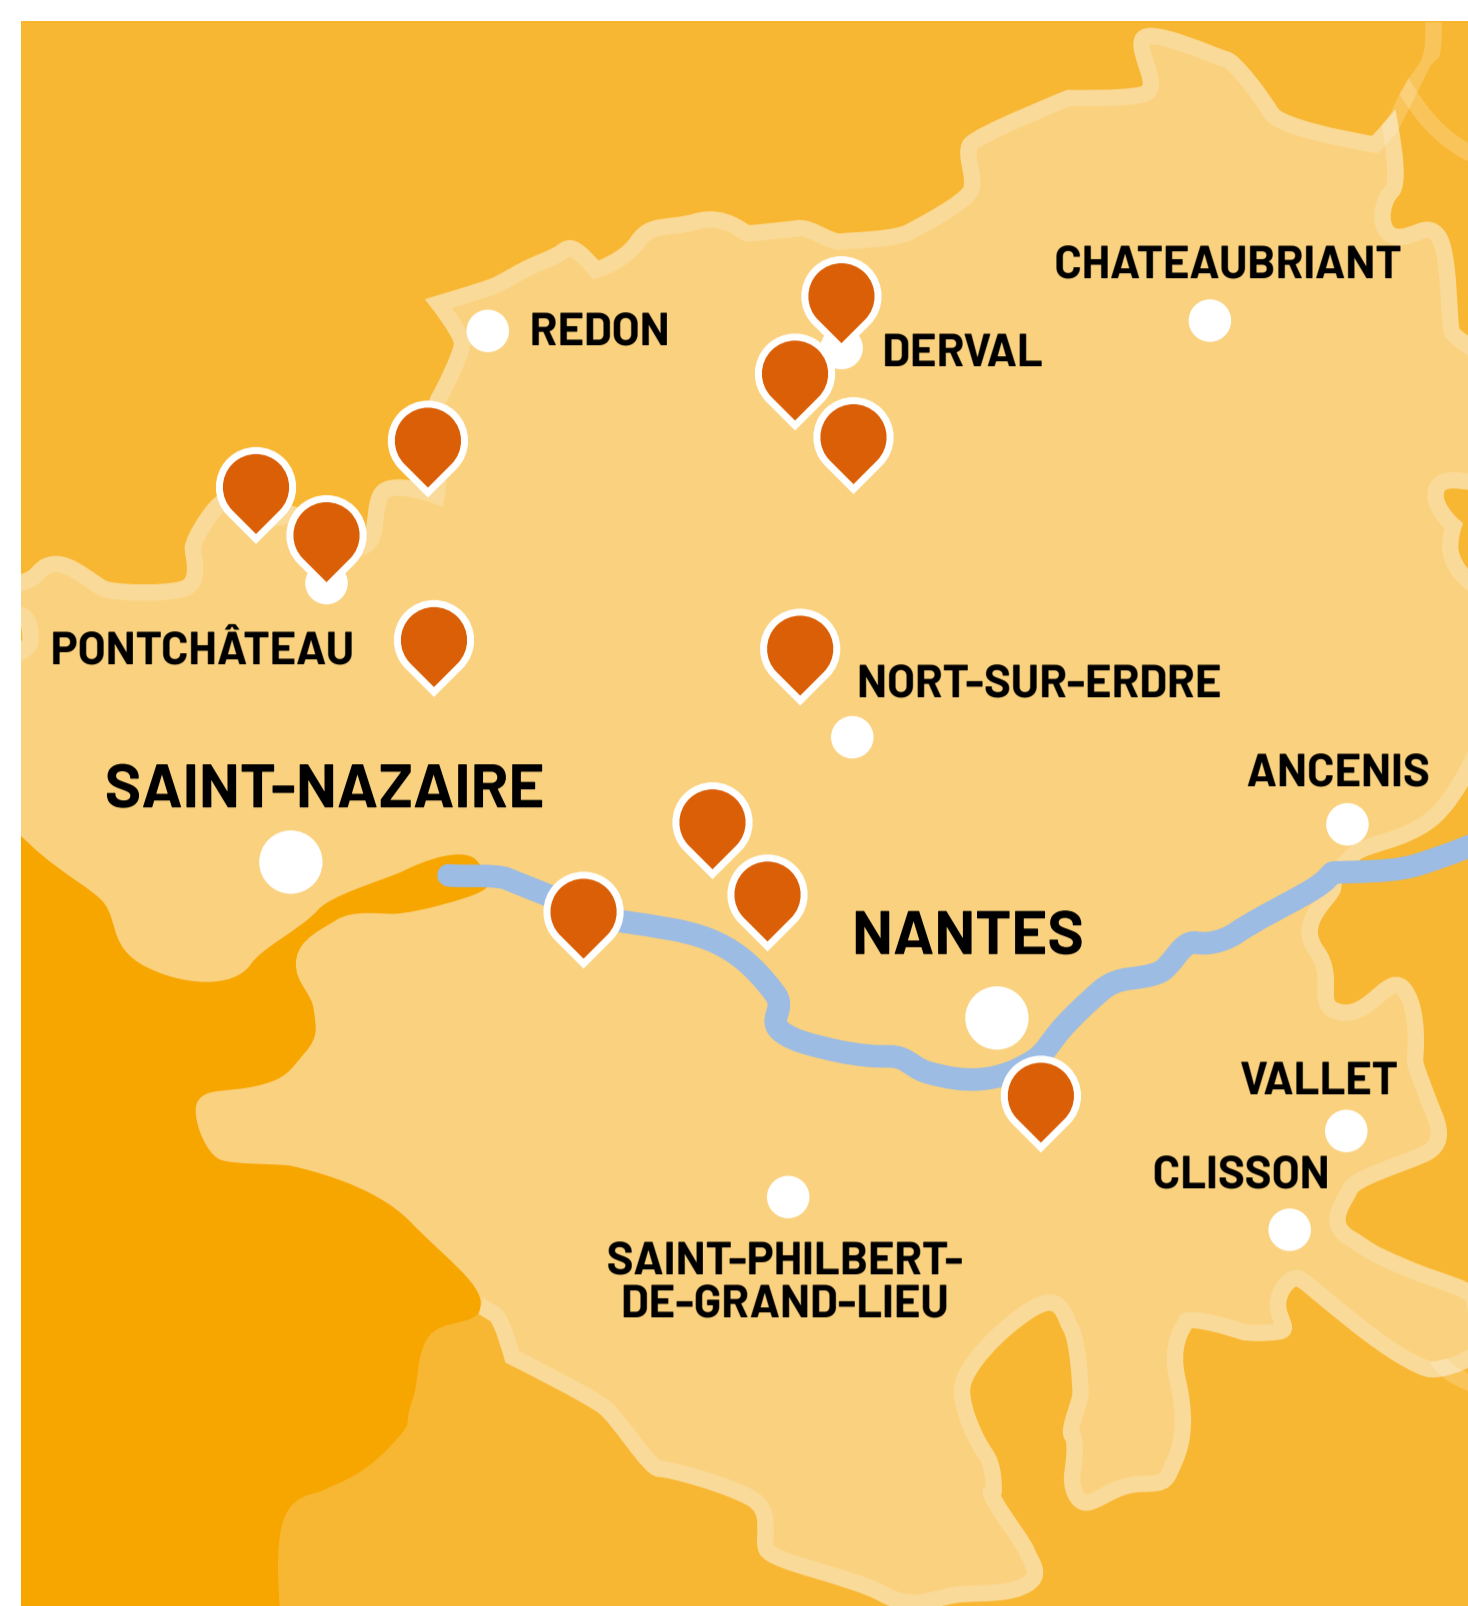 CHATEAUBRIANT
REDON
DERVAL
PONTCHÂTEAU
NORT-SUR-ERDRE
SAINT-NAZAIRE
ANCENIS
NANTES
VALLET
CLISSON
SAINT-PHILBERT-
DE-GRAND-LIEU